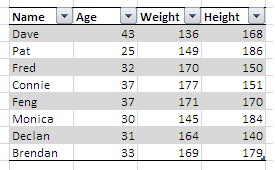 Name Age Weight Height
Dave 43 136 168
Pat 25 149 186
Fred 32 170 150
Connie 37 177 151
Feng 37 171 170
Monica 30 145 184
Declan 31 164 140
Brendan 33 169 179